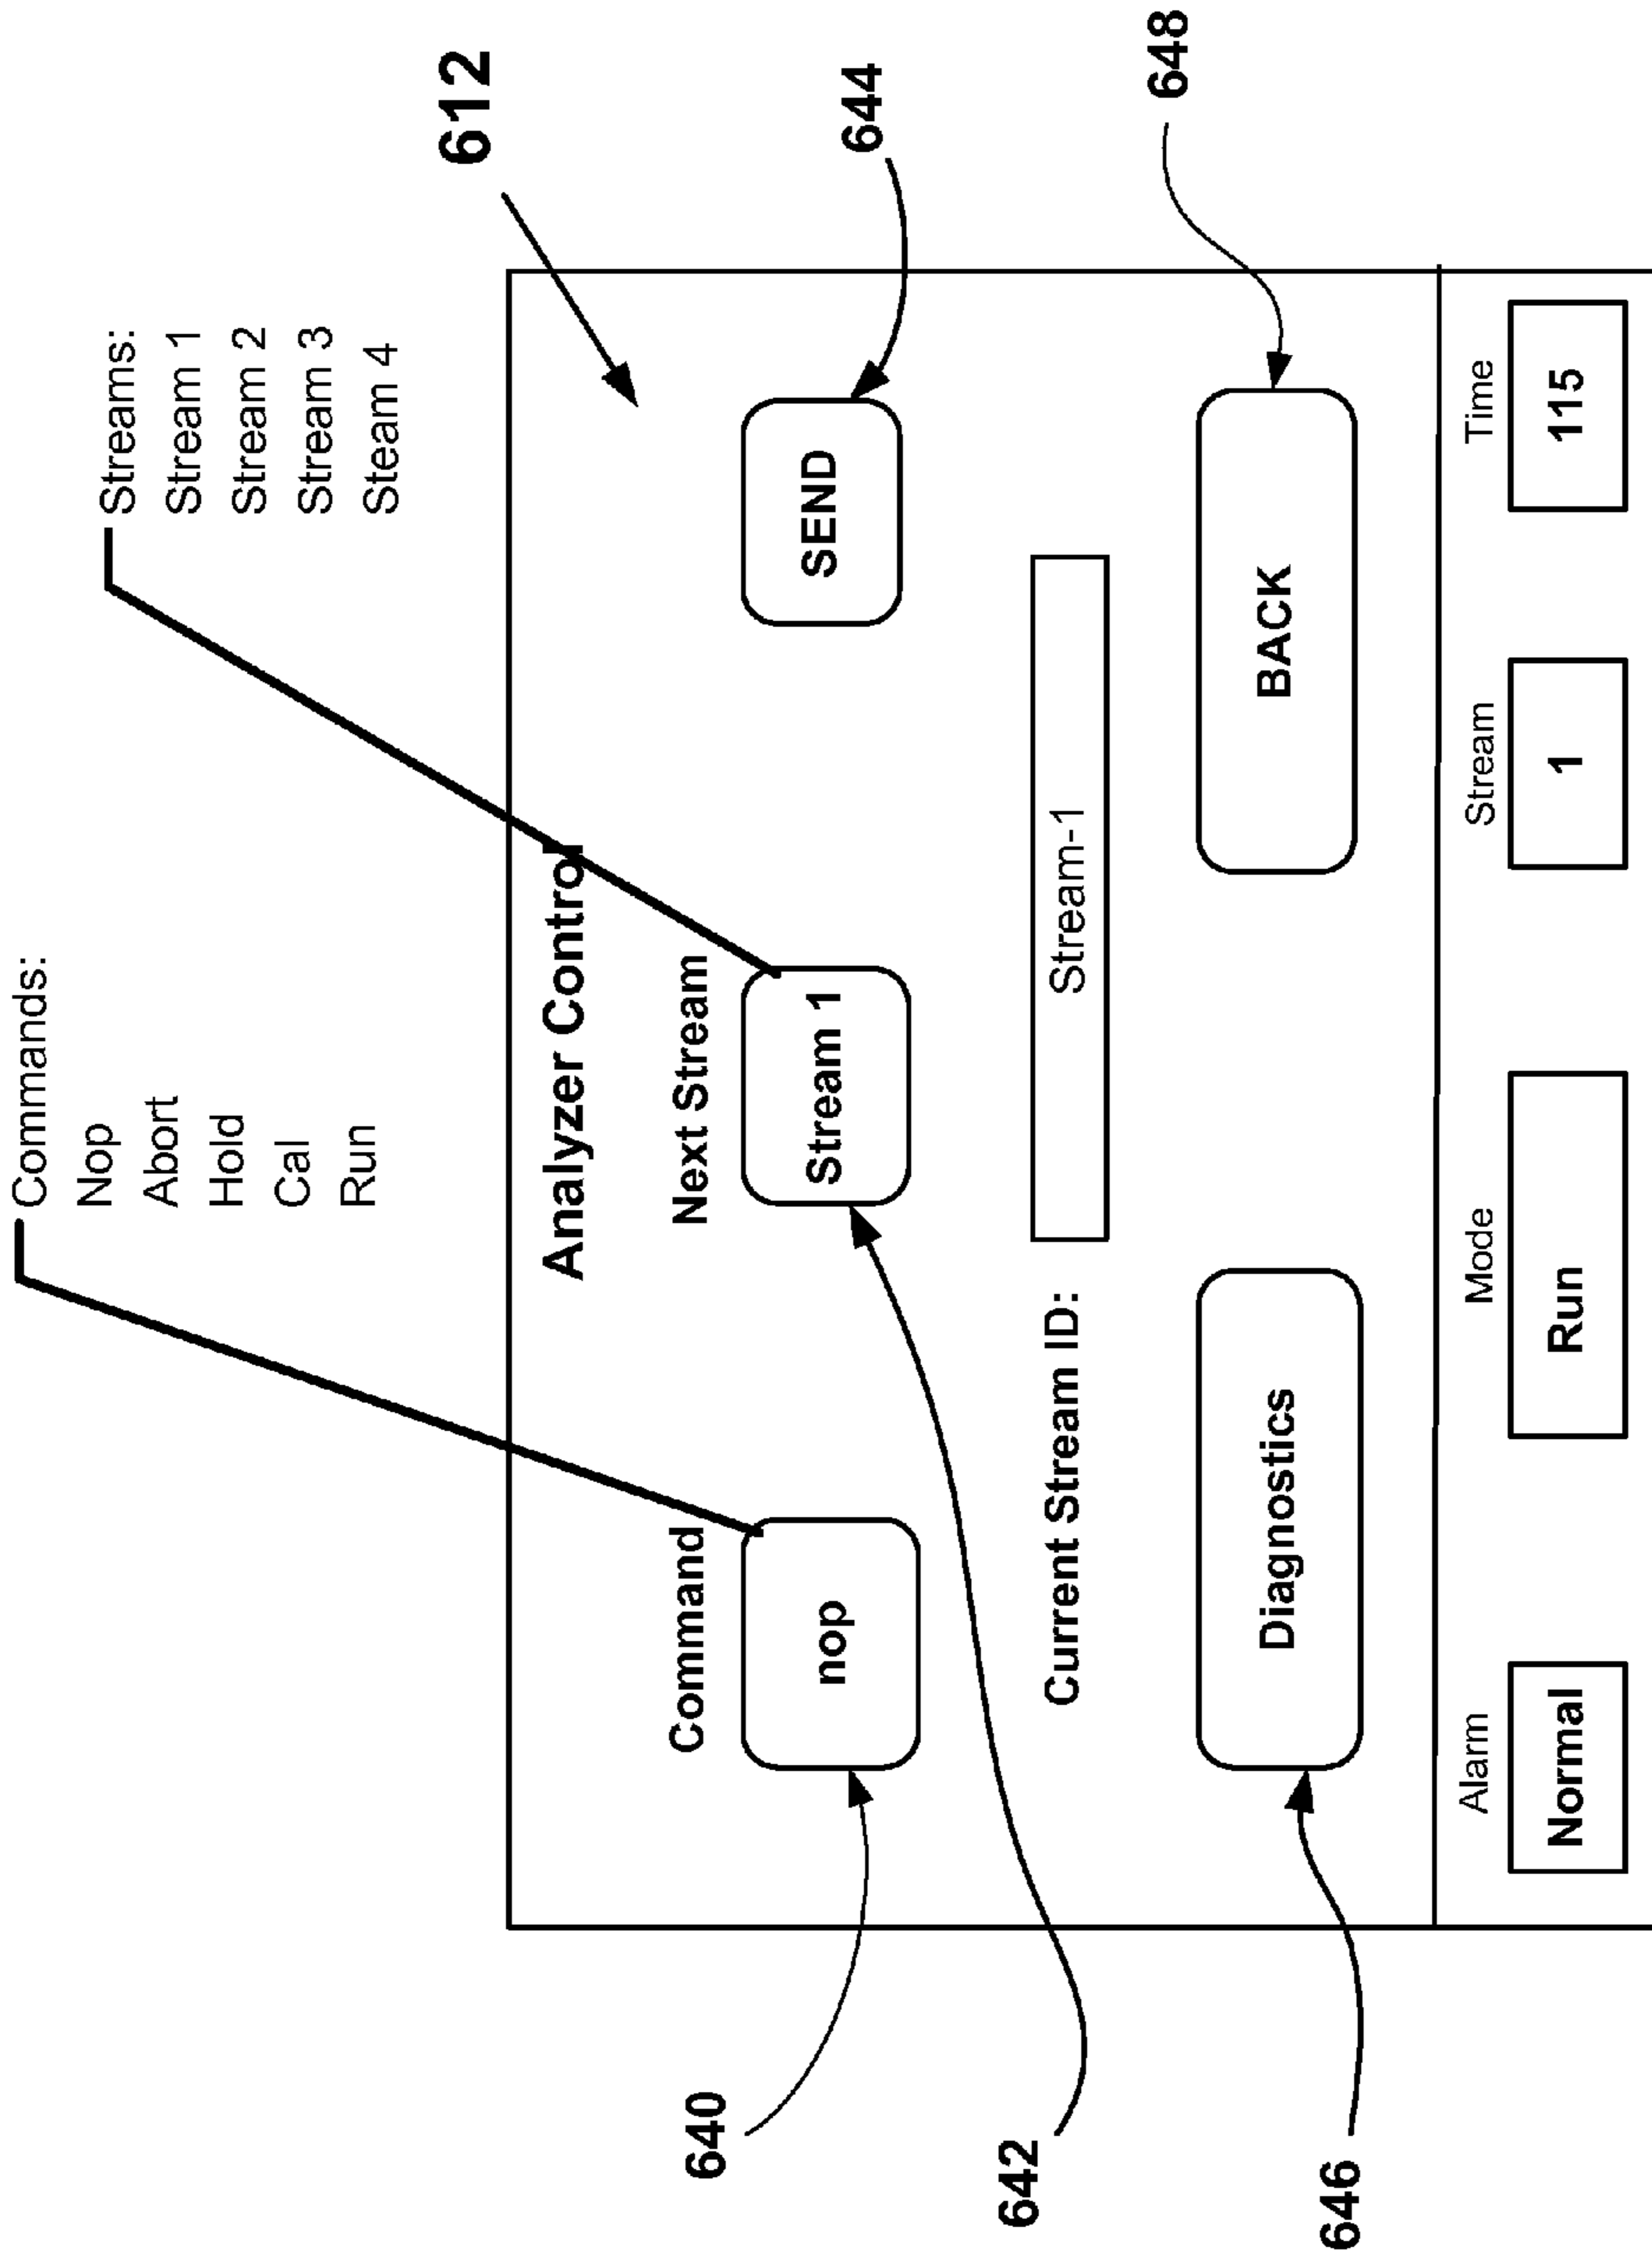 Commands:
Nop
Abort
Hold
Cal
Run
Streams:
Stream 1
Stream 2
Stream 3
Steam 4
612
Analyzer Control
Command
Next Stream
nop
Stream 1
SEND
640
644
Current Stream ID:
Stream-1
642
Diagnostics
BACK
646
648
Alarm
Mode
Stream
Time
Normal
Run
1
115